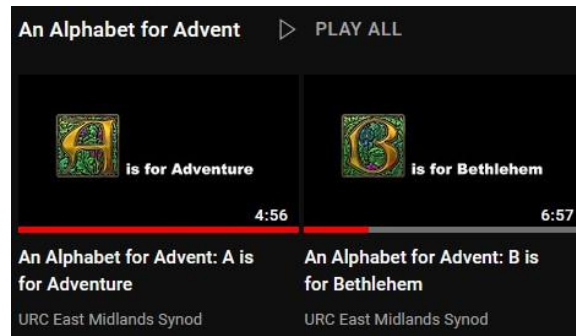 An Alphabet for Advent PLAY ALL
A is for Adventure
4:56
B is for Bethlehem
6:57
An Alphabet for Advent: A is
for Adventure
URC East Midlands Synod
An Alphabet for Advent: B is
for Bethlehem
URC East Midlands Synod